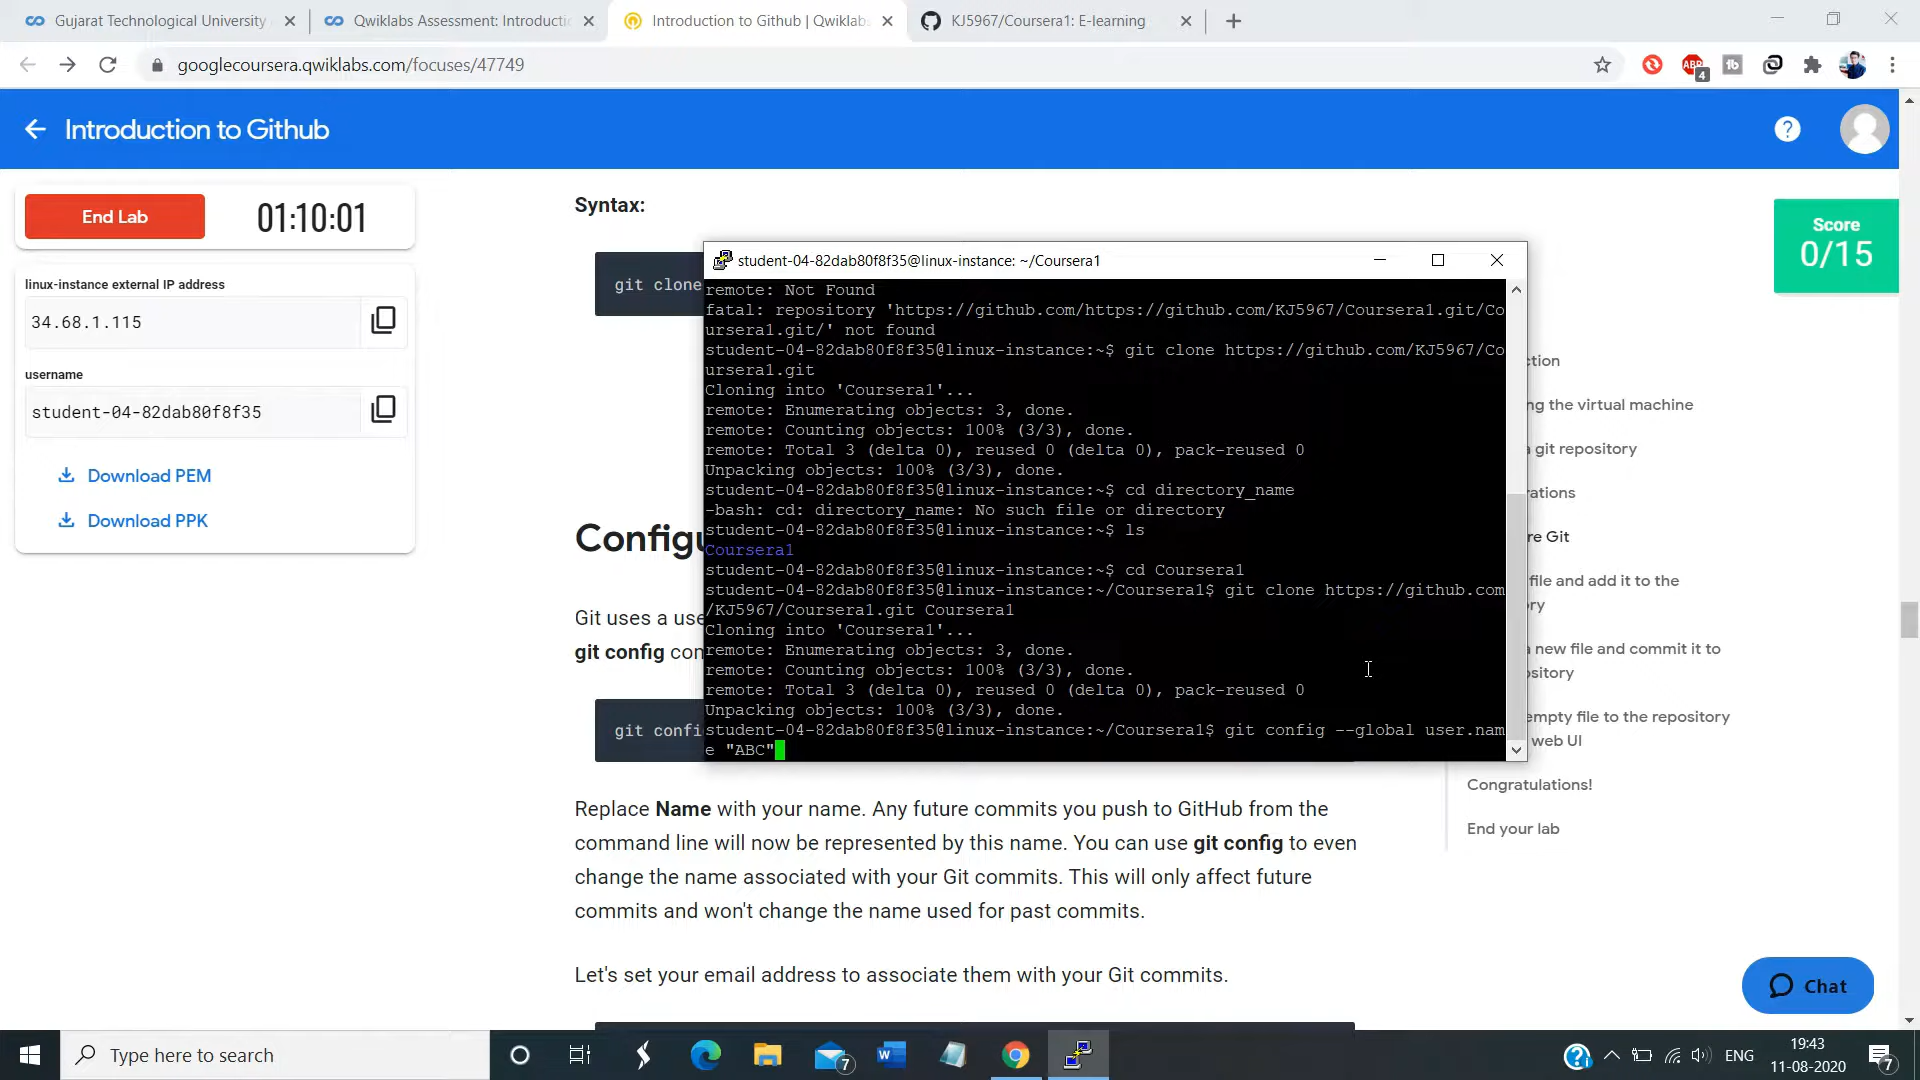 Gujarat Technological University
Qwiklabs Assessment: Introducti
Introduction to Github | Qwiklabs
KJ5967/Coursera1: E-learning
googlecoursera.qwiklabs.com/focuses/47749
ABP
4
Introduction to Github
?
End Lab
01:10:01
linux-instance external IP address
34.68.1.115
username
student-04-82dab80f8f35
Download PEM
Download PPK
Syntax:
git clone
Score
0/15
student-04-82dab80f8f35@linux-instance: ~/Coursera1
remote: Not Found
fatal: repository 'https://github.com/https://github.com/KJ5967/Coursera1.git/Co
ursera1.git/' not found
student-04-82dab80f8f35@linux-instance:~$ git clone https://github.com/KJ5967/Co
ursera1.git
Cloning into 'Coursera1'...
remote: Enumerating objects: 3, done.
remote: Counting objects: 100% (3/3), done.
remote: Total 3 (delta 0), reused 0 (delta 0), pack-reused 0
Unpacking objects: 100% (3/3), done.
student-04-82dab80f8f35@linux-instance:~$ cd directory_name
-bash: cd: directory_name: No such file or directory
student-04-82dab80f8f35@linux-instance:~$ ls
Coursera1
student-04-82dab80f8f35@linux-instance:~$ cd Coursera1
student-04-82dab80f8f35@linux-instance:~/Coursera1$ git clone https://github.com
/KJ5967/Coursera1.git Coursera1
Cloning into 'Coursera1'...
remote: Enumerating objects: 3, done.
remote: Counting objects: 100% (3/3), done.
remote: Total 3 (delta 0), reused 0 (delta 0), pack-reused 0
Unpacking objects: 100% (3/3), done.
student-04-82dab80f8f35@linux-instance:~/Coursera1$ git config --global user.nam
e "ABC"
Configu
Git uses a use
git config con
git confi
Replace Name with your name. Any future commits you push to GitHub from the
command line will now be represented by this name. You can use git config to even
change the name associated with your Git commits. This will only affect future
commits and won't change the name used for past commits.
Let's set your email address to associate them with your Git commits.
ction
ng the virtual machine
a git repository
rations
re Git
file and add it to the
ry
a new file and commit it to
sitory
empty file to the repository
web UI
Congratulations!
End your lab
Chat
Type here to search
7
ENG
19:43
11-08-2020
7